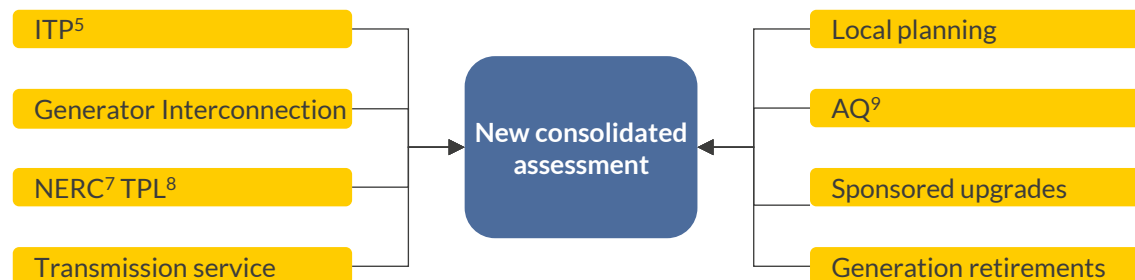 ITP⁵
Generator Interconnection
NERC⁷ TPL⁸
Transmission service
New consolidated
assessment
Local planning
AQ⁹
Sponsored upgrades
Generation retirements